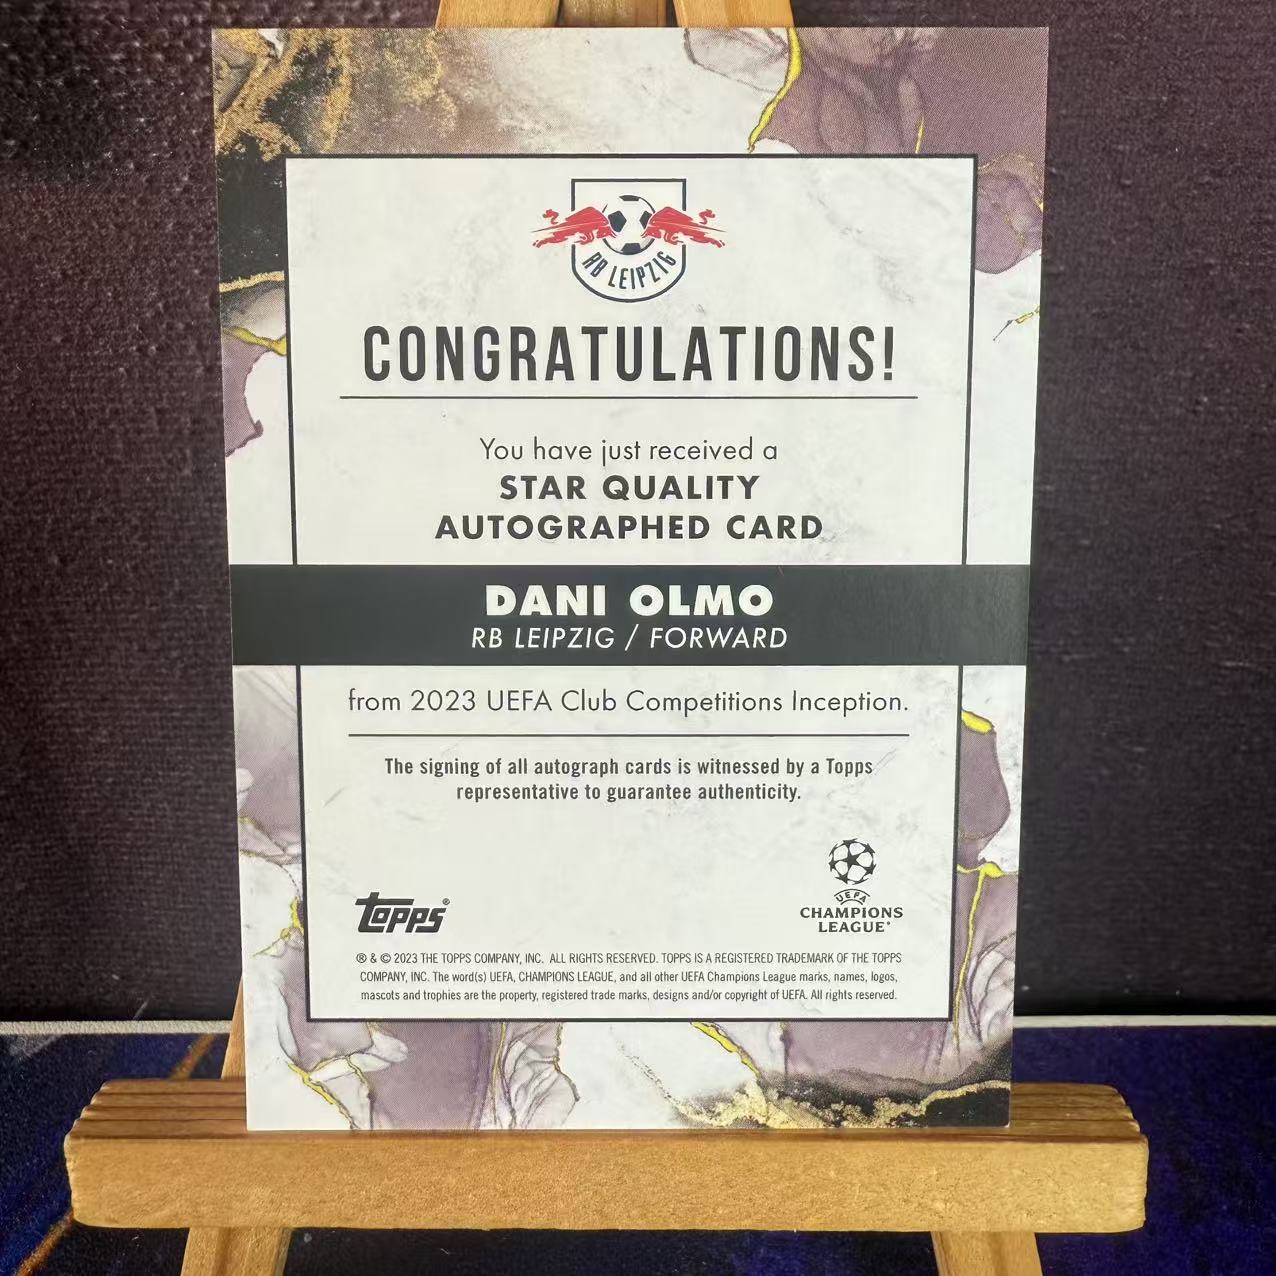 RB LEIPZIG
CONGRATULATIONS!
You have just received a
STAR QUALITY
AUTOGRAPHED CARD
DANI OLMO
RB LEIPZIG / FORWARD
from 2023 UEFA Club Competitions Inception.
The signing of all autograph cards is witnessed by a Topps
representative to guarantee authenticity.
UEFA
CHAMPIONS
LEAGUE®
topps®
® & © 2023 THE TOPPS COMPANY, INC. ALL RIGHTS RESERVED. TOPPS IS A REGISTERED TRADEMARK OF THE TOPPS
COMPANY, INC. The word(s) UEFA, CHAMPIONS LEAGUE, and all other UEFA Champions League marks, names, logos,
mascots and trophies are the property, registered trade marks, designs and/or copyright of UEFA. All rights reserved.